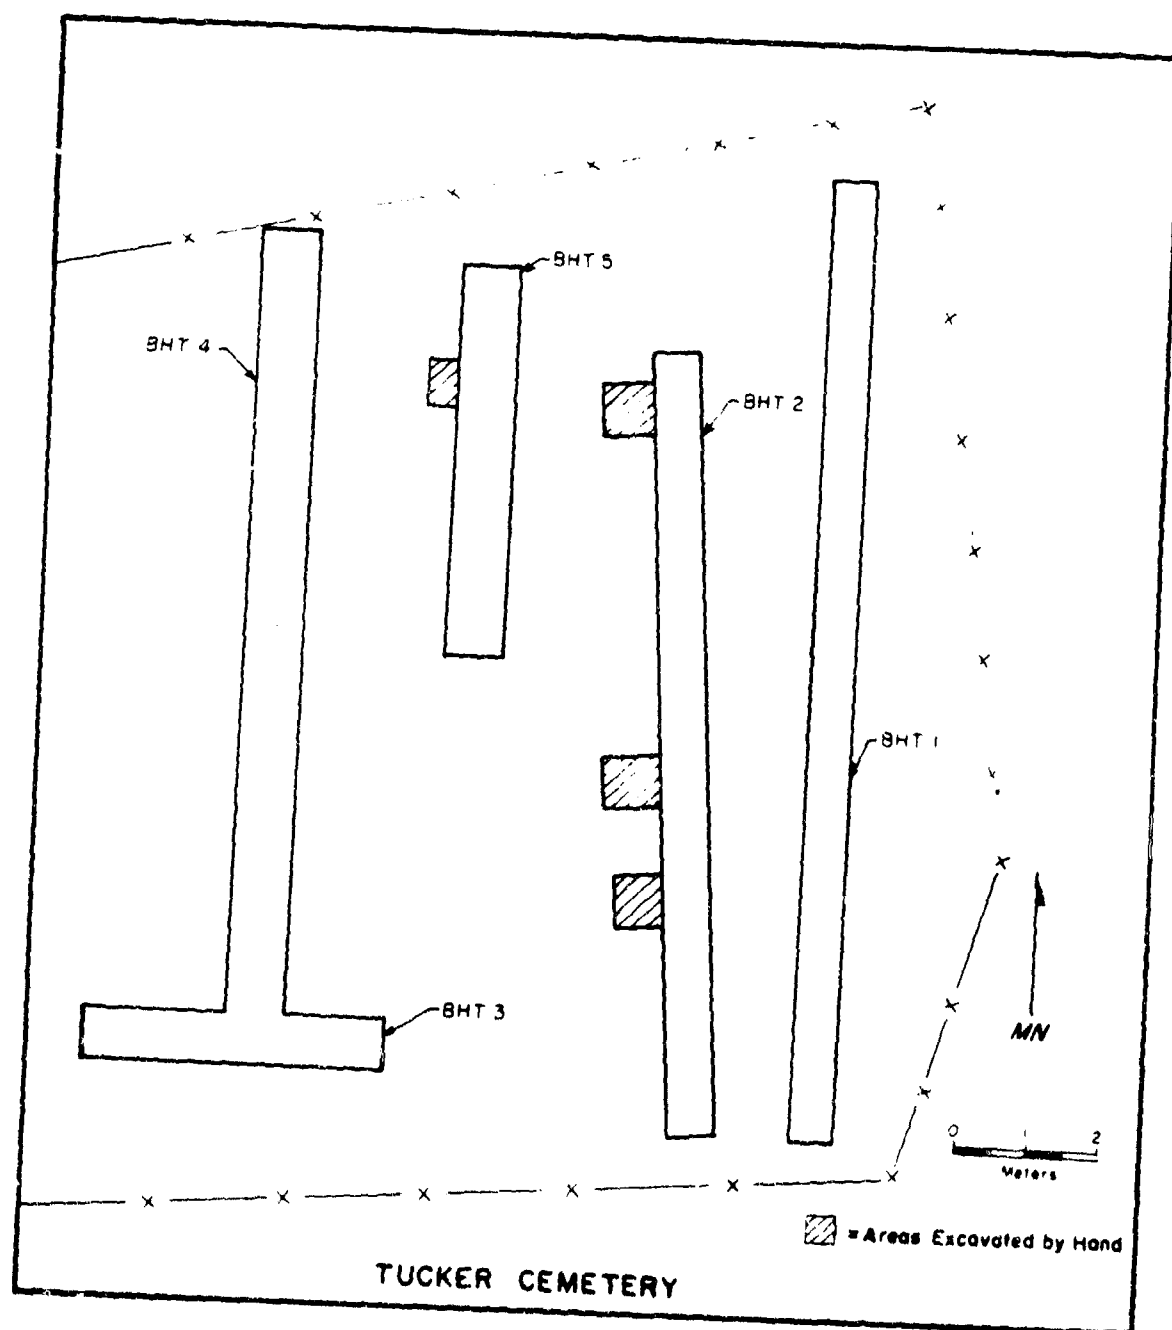 BHT 5
BHT 4
BHT 2
BHT 1
BHT 3
MN
0 1 2
Meters
= Areas Excavated by Hand
TUCKER CEMETERY